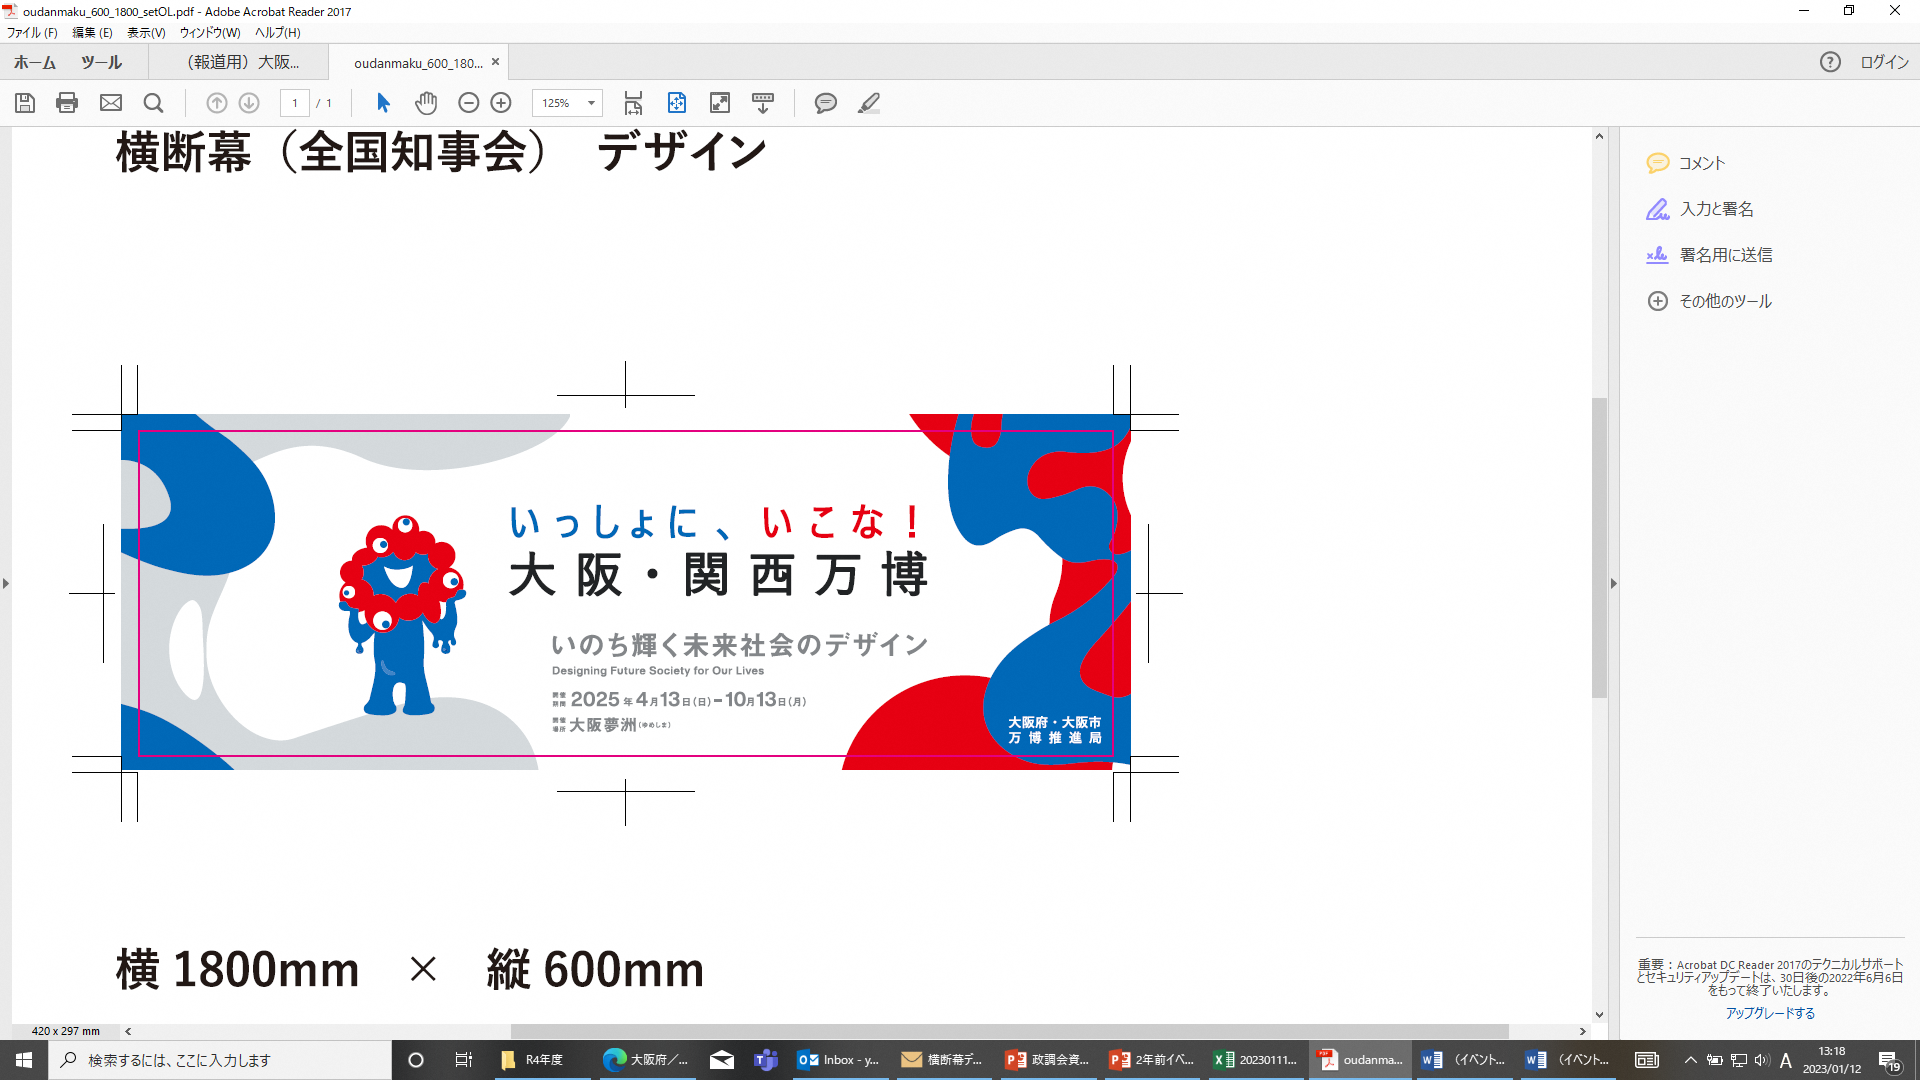 oudanmaku_600_1800_setOL.pdf - Adobe Acrobat Reader 2017
ファイル(F) 編集(E) 表示(V) ウィンドウ(W) ヘルプ(H)
ホーム ツール (報道用)大阪... oudanmaku_600_180... × ? ログイン
1 / 1 125%
横断幕(全国知事会) デザイン
コメント
入力と署名
署名用に送信
その他のツール
いっしょに、いこな!
大阪・関西万博
いのち輝く未来社会のデザイン
Designing Future Society for Our Lives
開催期間 2025年4月13日(日)-10月13日(月)
開催場所 大阪夢洲(ゆめしま)
大阪府・大阪市
万博推進局
横 1800mm × 縦 600mm
重要:Acrobat DC Reader 2017のテクニカルサポート
とセキュリティアップデートは、30日後の2022年6月6日
をもって終了いたします。
アップグレードする
420 x 297 mm
検索するには、ここに入力します
R4年度
大阪府/...
Inbox - y...
横断幕デ...
政調会資...
2年前イベ...
20230111...
oudanma...
(イベント...
(イベント...
A
13:18
2023/01/12
19